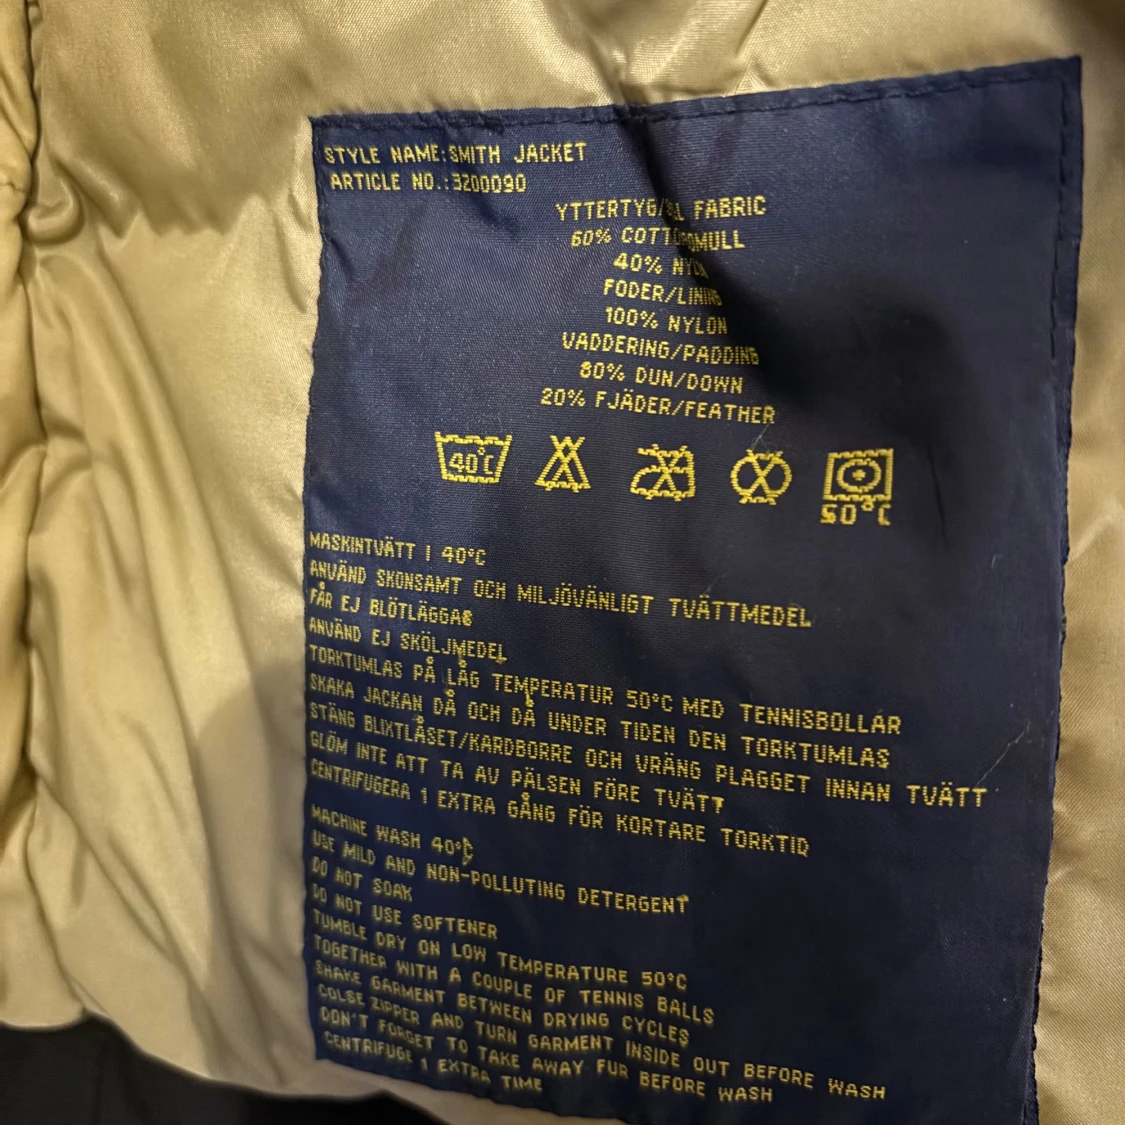 STYLE NAME:SMITH JACKET
ARTICLE NO.:3200090
YTTERTYG/ FABRIC
60%
40% NYLON
FODER/LINING
100% NYLON
VADDERING/PADDING
80% DUN/DOWN
20% FJÄDER/FEATHER
40°C
50°C
MASKINTVÄTT I 40°C
ANVÄND SKONSAMT OCH MILJÖVÄNLIGT TVÄTTMEDEL
FÅR EJ BLÖTLÄGGAS
ANVÄND EJ SKÖLJMEDEL
TORKTUMLAS PÅ LÅG TEMPERATUR 50°C MED TENNISBOLLAR
SKAKA JACKAN DÅ OCH DÅ UNDER TIDEN DEN TORKTUMLAS
STÄNG BLIXTLÅSET/KARDBORRE OCH VRÄNG PLAGGET INNAN TVÄTT
GLÖM INTE ATT TA AV PÄLSEN FÖRE TVÄTT
CENTRIFUGERA 1 EXTRA GÅNG FÖR KORTARE TORKTID
MACHINE WASH 40°C
USE MILD AND NON-POLLUTING DETERGENT
DO NOT SOAK
DO NOT USE SOFTENER
TUMBLE DRY ON LOW TEMPERATURE 50°C
TOGETHER WITH A COUPLE OF TENNIS BALLS
SHAKE GARMENT BETWEEN DRYING CYCLES
COLSE ZIPPER AND TURN GARMENT INSIDE OUT BEFORE WASH
DON'T FORGET TO TAKE AWAY FUR BEFORE WASH
CENTRIFUGE 1 EXTRA TIME